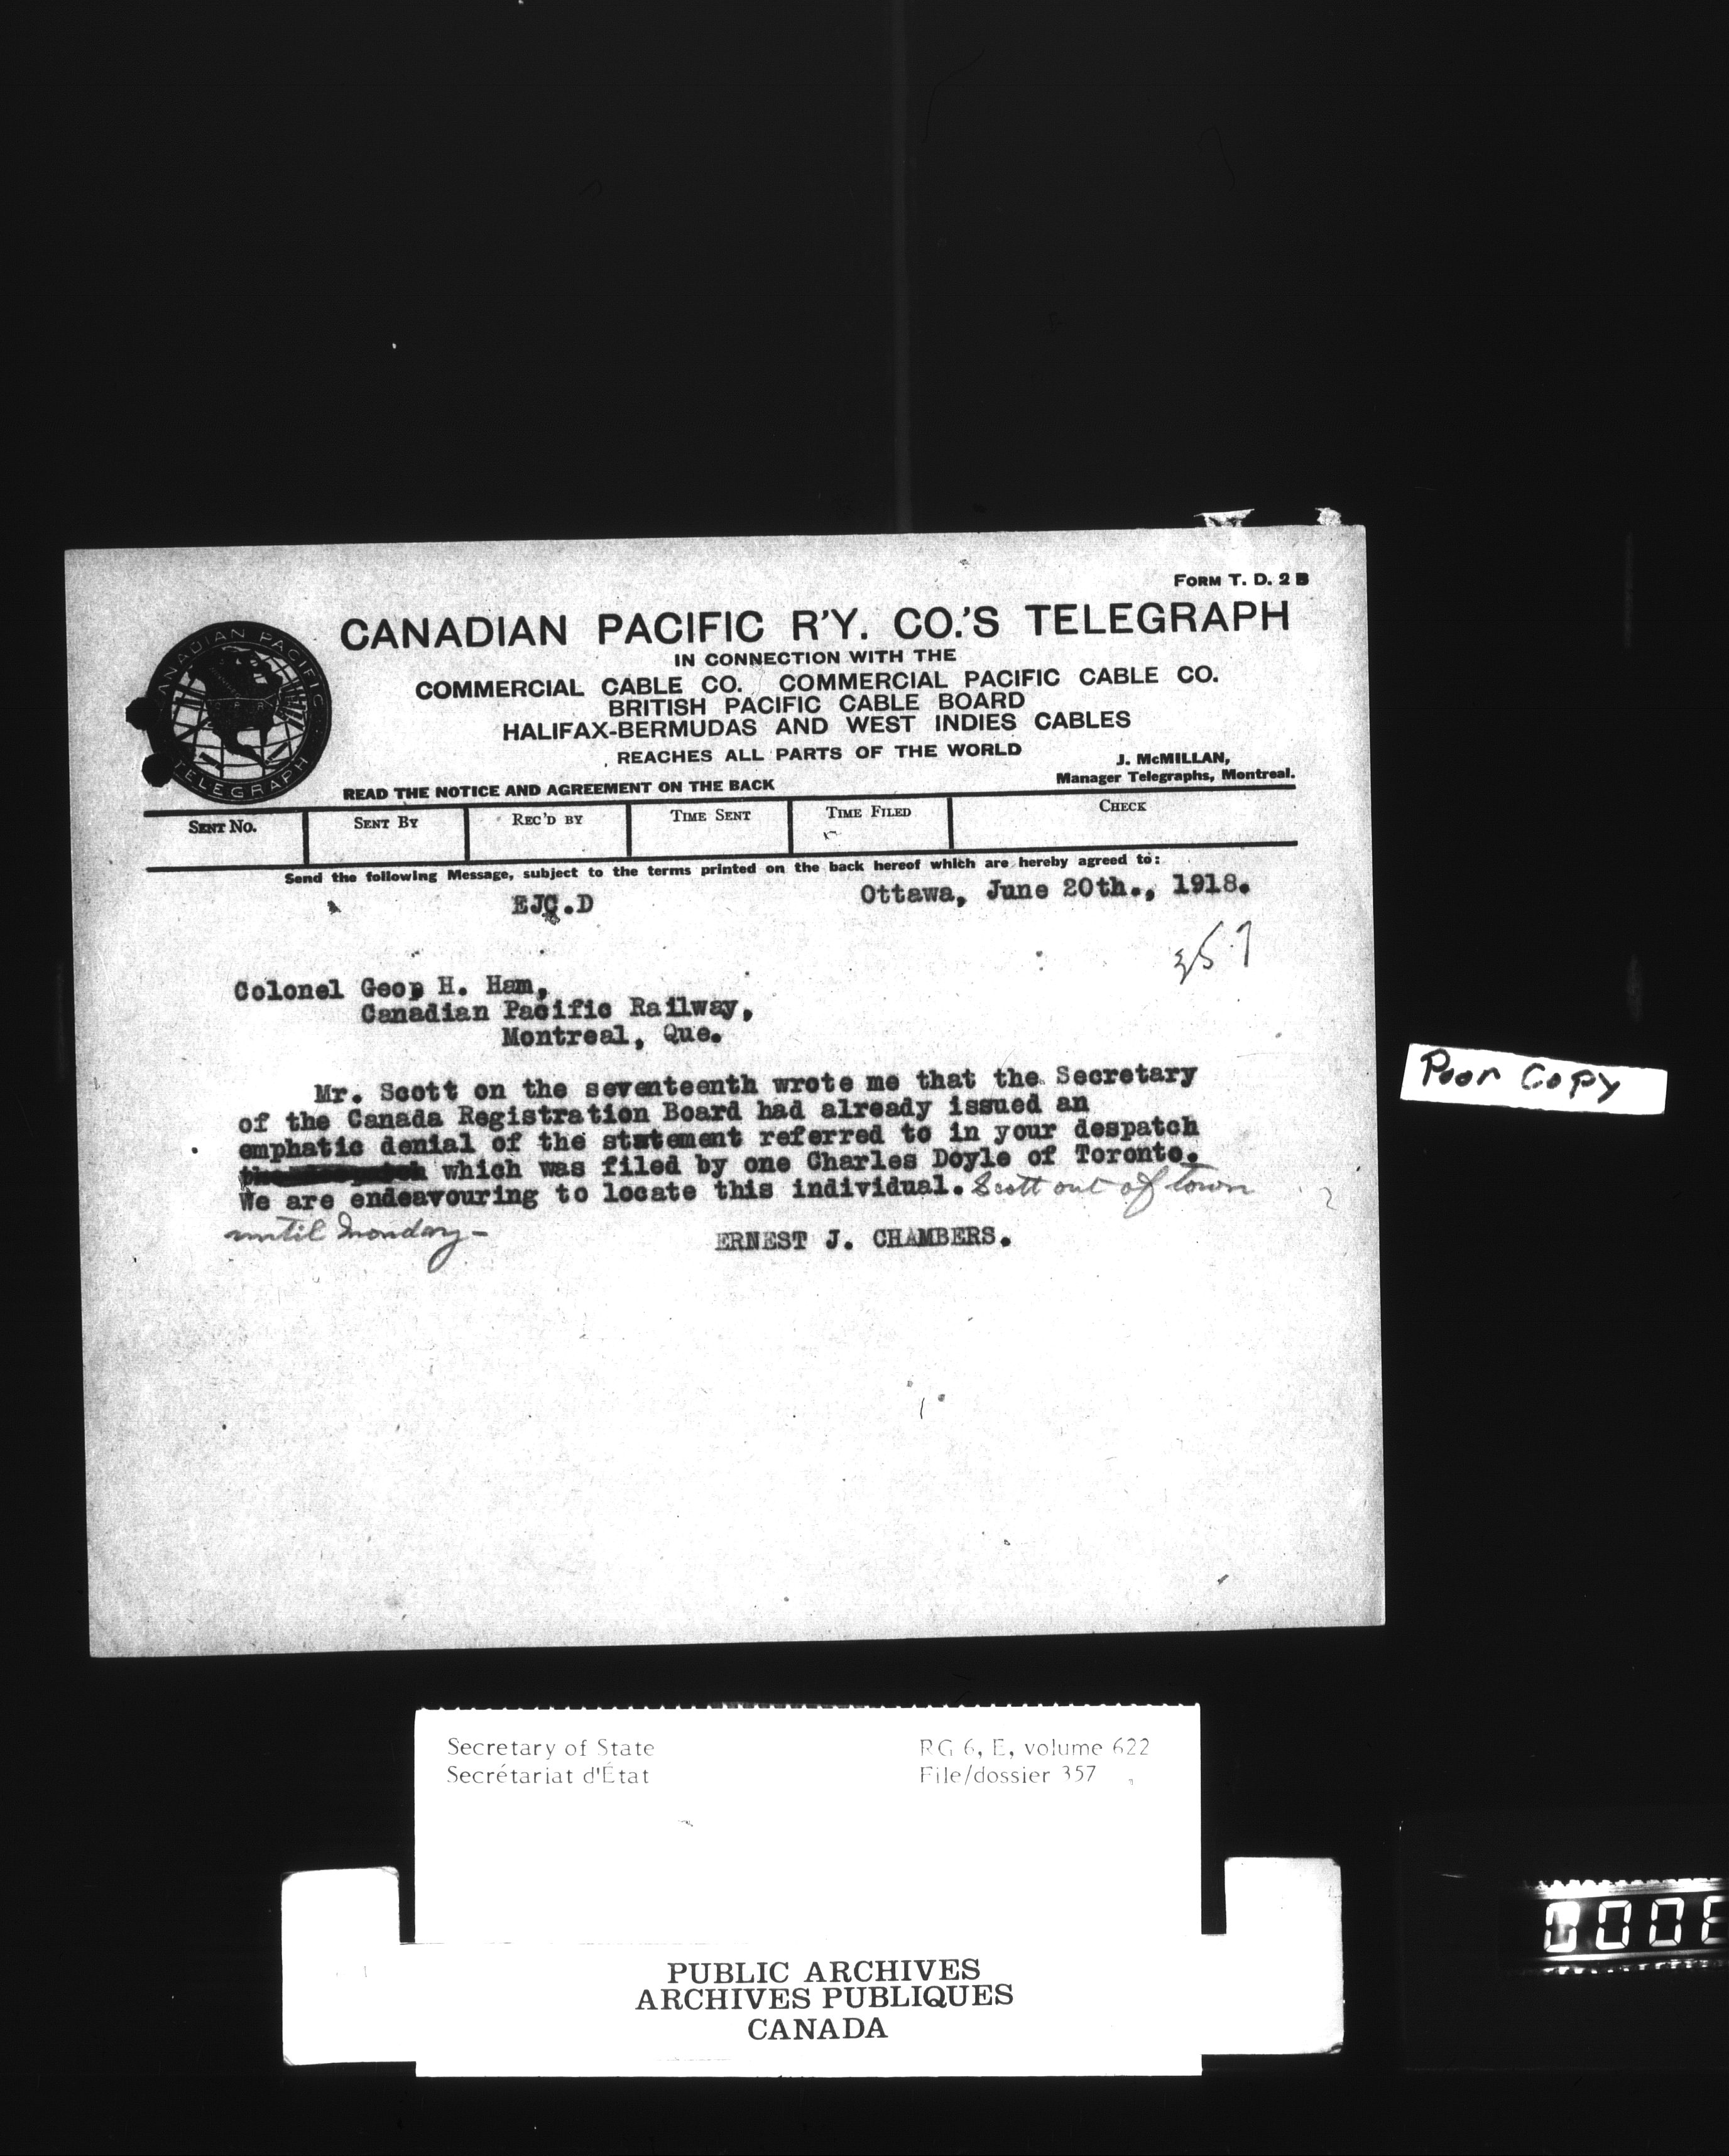 FORM T. D. 2 B
CANADIAN PACIFIC R'Y. CO.'S TELEGRAPH
IN CONNECTION WITH THE
COMMERCIAL CABLE CO. COMMERCIAL PACIFIC CABLE CO.
BRITISH PACIFIC CABLE BOARD
HALIFAX-BERMUDAS AND WEST INDIES CABLES
REACHES ALL PARTS OF THE WORLD
J. McMILLAN,
Manager Telegraphs, Montreal.
READ THE NOTICE AND AGREEMENT ON THE BACK
CANADIAN PACIFIC
C.P.R.
TELEGRAPH
SENT NO. SENT BY REC'D BY TIME SENT TIME FILED CHECK
Send the following Message, subject to the terms printed on the back hereof which are hereby agreed to:
EJC.D Ottawa, June 20th., 1918.
357
Colonel Geo, H. Ham,
Canadian Pacific Railway,
Montreal, Que.
Mr. Scott on the seventeenth wrote me that the Secretary
of the Canada Registration Board had already issued an
emphatic denial of the statement referred to in your despatch
which was filed by one Charles Doyle of Toronto.
We are endeavouring to locate this individual. Scott out of town
until Monday-
ERNEST J. CHAMBERS.
Poor Copy
Secretary of State RG 6, E, volume 622
Secrétariat d'État File/dossier 357
PUBLIC ARCHIVES
ARCHIVES PUBLIQUES
CANADA
000